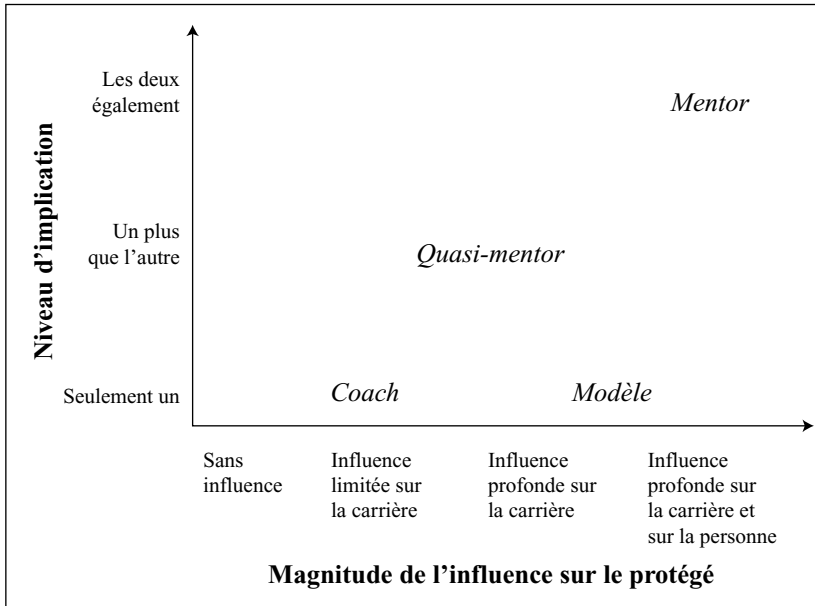 Les deux
également
Mentor
Niveau d’implication
Un plus
que l’autre
Quasi-mentor
Seulement un
Coach
Modèle
Sans
influence
Influence
limitée sur
la carrière
Influence
profonde sur
la carrière
Influence
profonde sur
la carrière et
sur la personne
Magnitude de l’influence sur le protégé